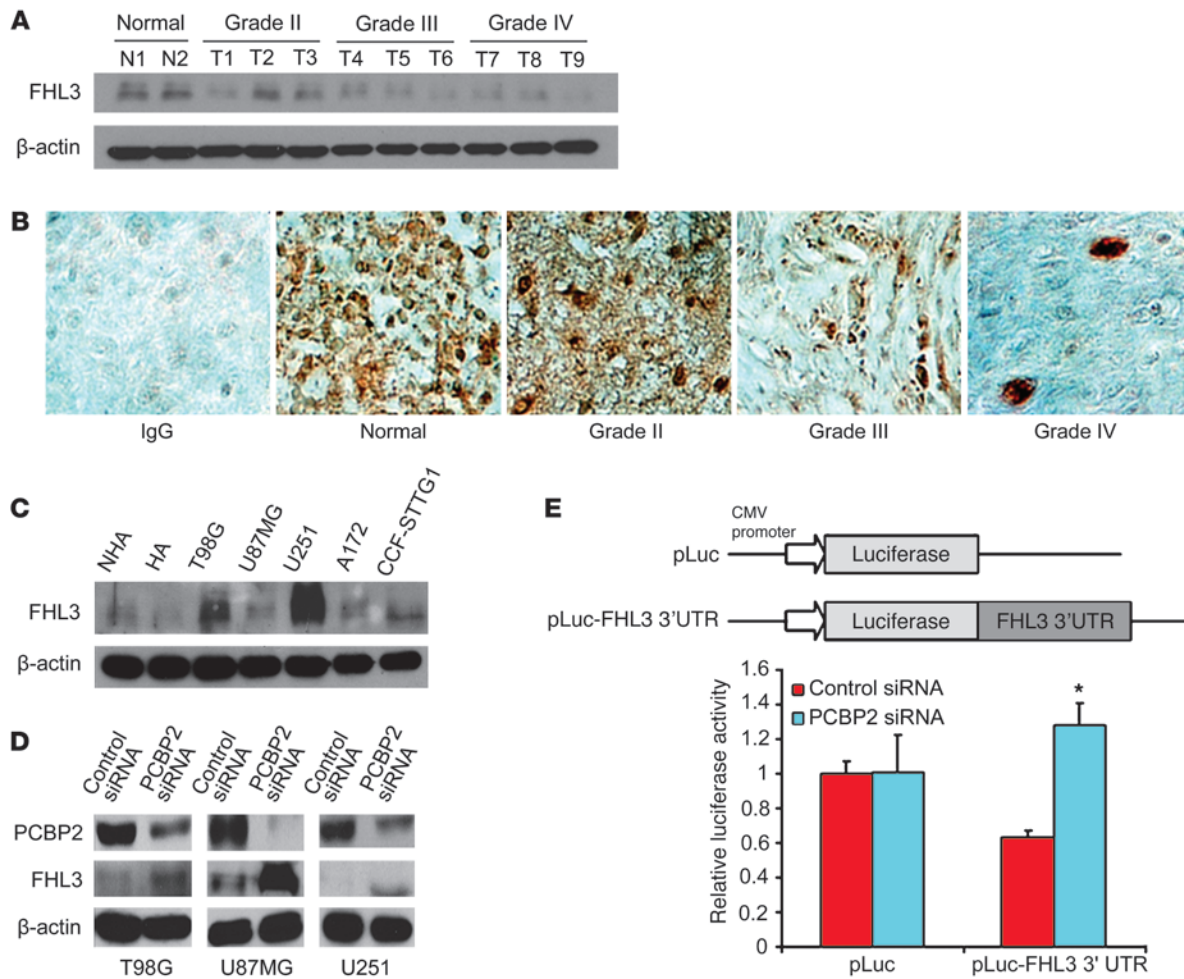 A
Normal Grade II Grade III Grade IV
N1 N2 T1 T2 T3 T4 T5 T6 T7 T8 T9
FHL3
β-actin
B
IgG Normal Grade II Grade III Grade IV
C
NHA HA T98G U87MG U251 A172 CCF-STTG1
FHL3
β-actin
D
Control siRNA PCBP2 siRNA Control siRNA PCBP2 siRNA Control siRNA PCBP2 siRNA
PCBP2
FHL3
β-actin
T98G U87MG U251
E
CMV
promoter
pLuc Luciferase
pLuc-FHL3 3'UTR Luciferase FHL3 3'UTR
Relative luciferase activity
1.6
1.4
1.2
1
0.8
0.6
0.4
0.2
0
Control siRNA
PCBP2 siRNA
*
pLuc pLuc-FHL3 3' UTR